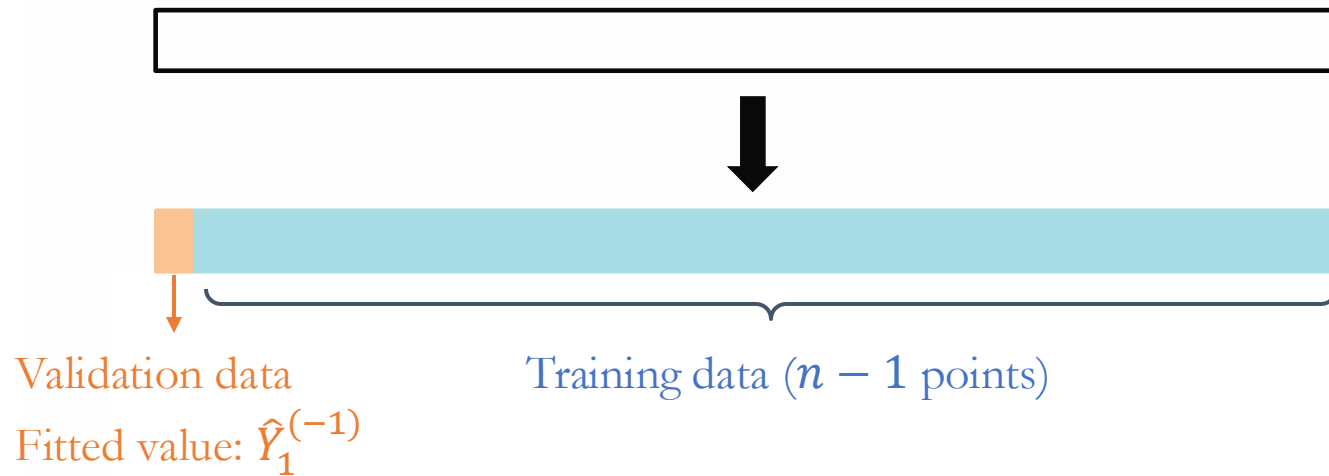 Validation data
Training data (n − 1 points)
Fitted value: Ŷ₁⁽⁻¹⁾